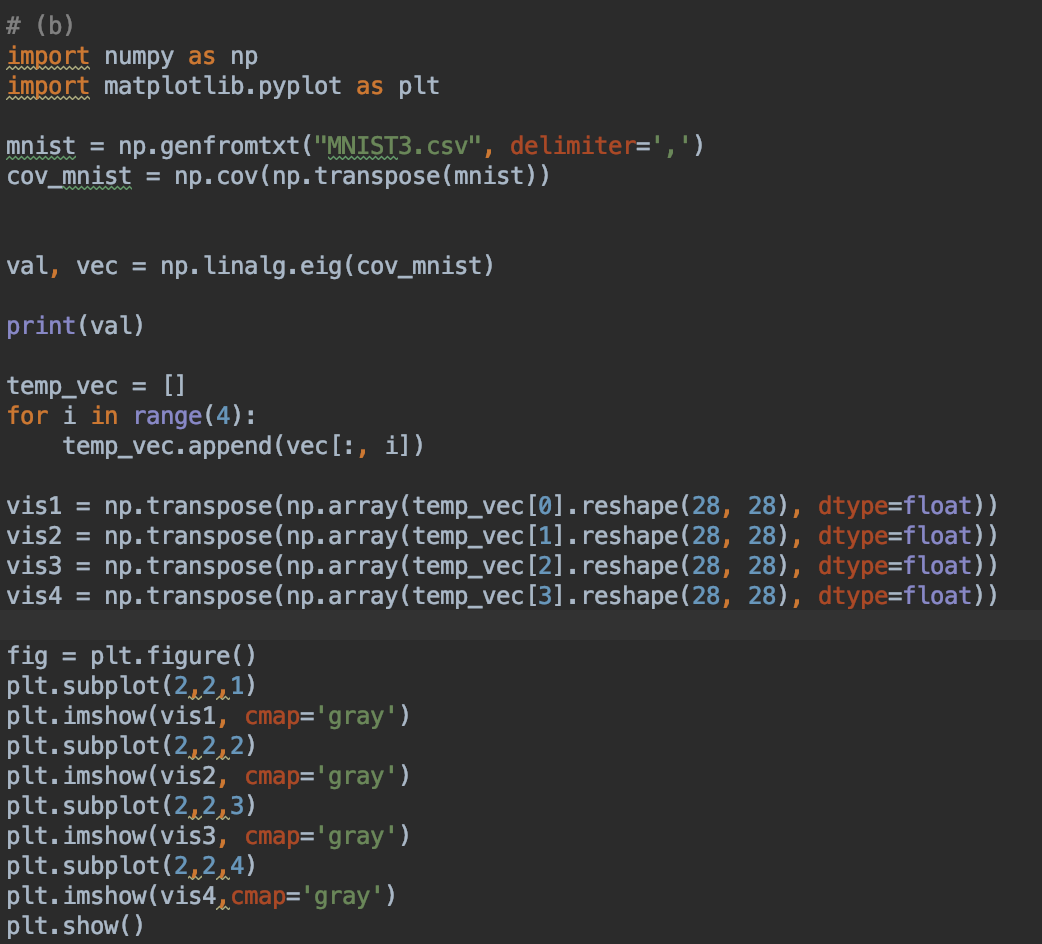 # (b)
import numpy as np
import matplotlib.pyplot as plt
mnist = np.genfromtxt("MNIST3.csv", delimiter=',')
cov_mnist = np.cov(np.transpose(mnist))
val, vec = np.linalg.eig(cov_mnist)
print(val)
temp_vec = []
for i in range(4):
    temp_vec.append(vec[:, i])
vis1 = np.transpose(np.array(temp_vec[0].reshape(28, 28), dtype=float))
vis2 = np.transpose(np.array(temp_vec[1].reshape(28, 28), dtype=float))
vis3 = np.transpose(np.array(temp_vec[2].reshape(28, 28), dtype=float))
vis4 = np.transpose(np.array(temp_vec[3].reshape(28, 28), dtype=float))
fig = plt.figure()
plt.subplot(2,2,1)
plt.imshow(vis1, cmap='gray')
plt.subplot(2,2,2)
plt.imshow(vis2, cmap='gray')
plt.subplot(2,2,3)
plt.imshow(vis3, cmap='gray')
plt.subplot(2,2,4)
plt.imshow(vis4,cmap='gray')
plt.show()